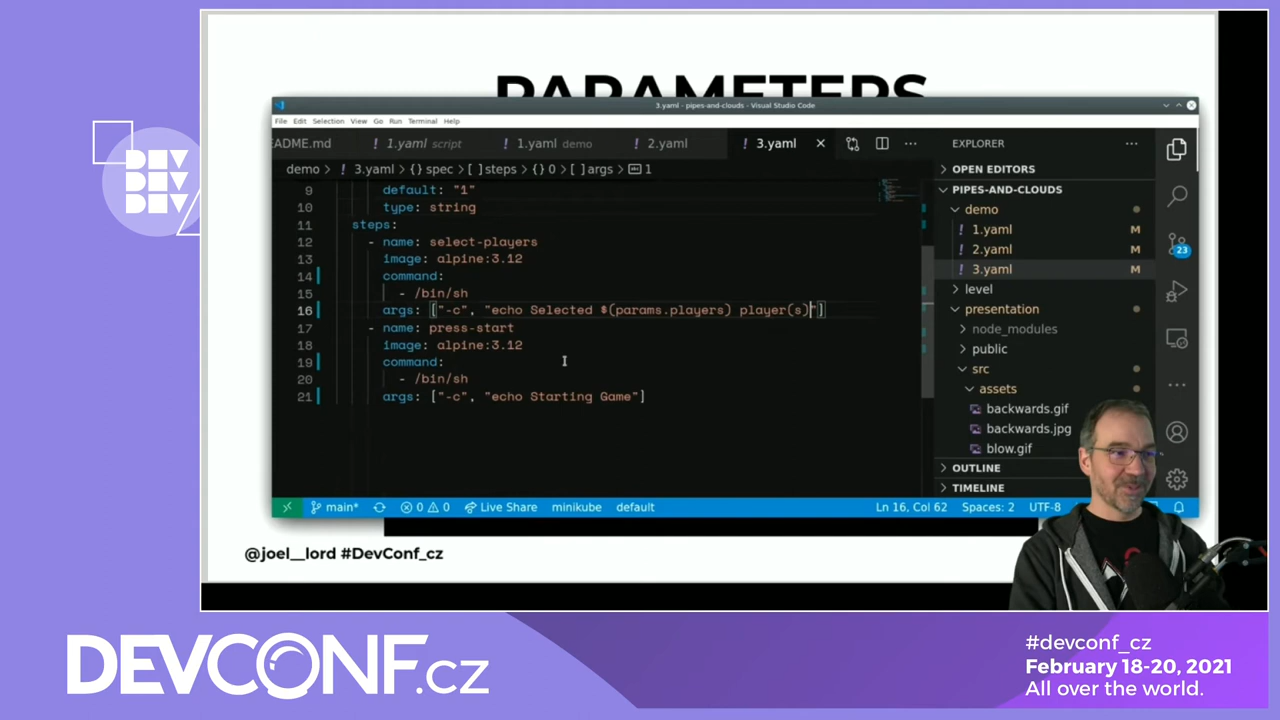 PARAMETERS
3.yaml - pipes-and-clouds - Visual Studio Code
File Edit Selection View Go Run Terminal Help
EADME.md 1.yaml script 1.yaml demo 2.yaml 3.yaml EXPLORER
demo 3.yaml {} spec [ ] steps {} 0 [ ] args 1
9 default: "1"
10 type: string
11 steps:
12 - name: select-players
13 image: alpine:3.12
14 command:
15 - /bin/sh
16 args: ["-c", "echo Selected $(params.players) player(s)"]
17 - name: press-start
18 image: alpine:3.12
19 command:
20 - /bin/sh
21 args: ["-c", "echo Starting Game"]
OPEN EDITORS
PIPES-AND-CLOUDS
demo
1.yaml M
2.yaml M
3.yaml M
level
presentation
node_modules
public
src
assets
backwards.gif
backwards.jpg
blow.gif
OUTLINE
TIMELINE
23
main* 0 0 Live Share minikube default Ln 16, Col 62 Spaces: 2 UTF-8
@joel__lord #DevConf_cz
DEV
DEV
DEV
DEVCONF.cz
#devconf_cz
February 18-20, 2021
All over the world.